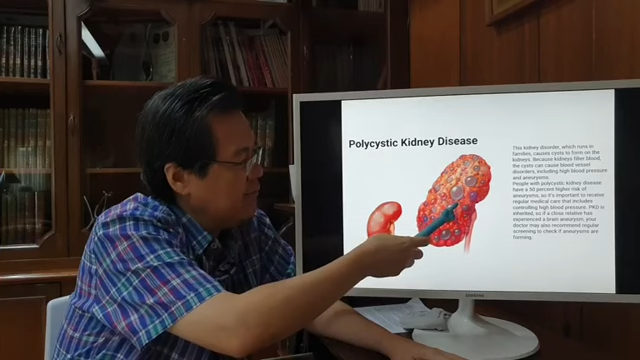 Polycystic Kidney Disease
This kidney disorder, which runs in
families, causes cysts to form on the
kidneys. Because kidneys filter blood,
the cysts can cause blood vessel
disorders, including high blood pressure
and aneurysms.
People with polycystic kidney disease
have a 50 percent higher risk of
aneurysms, so it's important to receive
regular medical care that includes
controlling high blood pressure. PKD is
inherited, so if a close relative has
experienced a brain aneurysm, your
doctor may also recommend regular
screening to check if aneurysms are
forming.
SAMSUNG